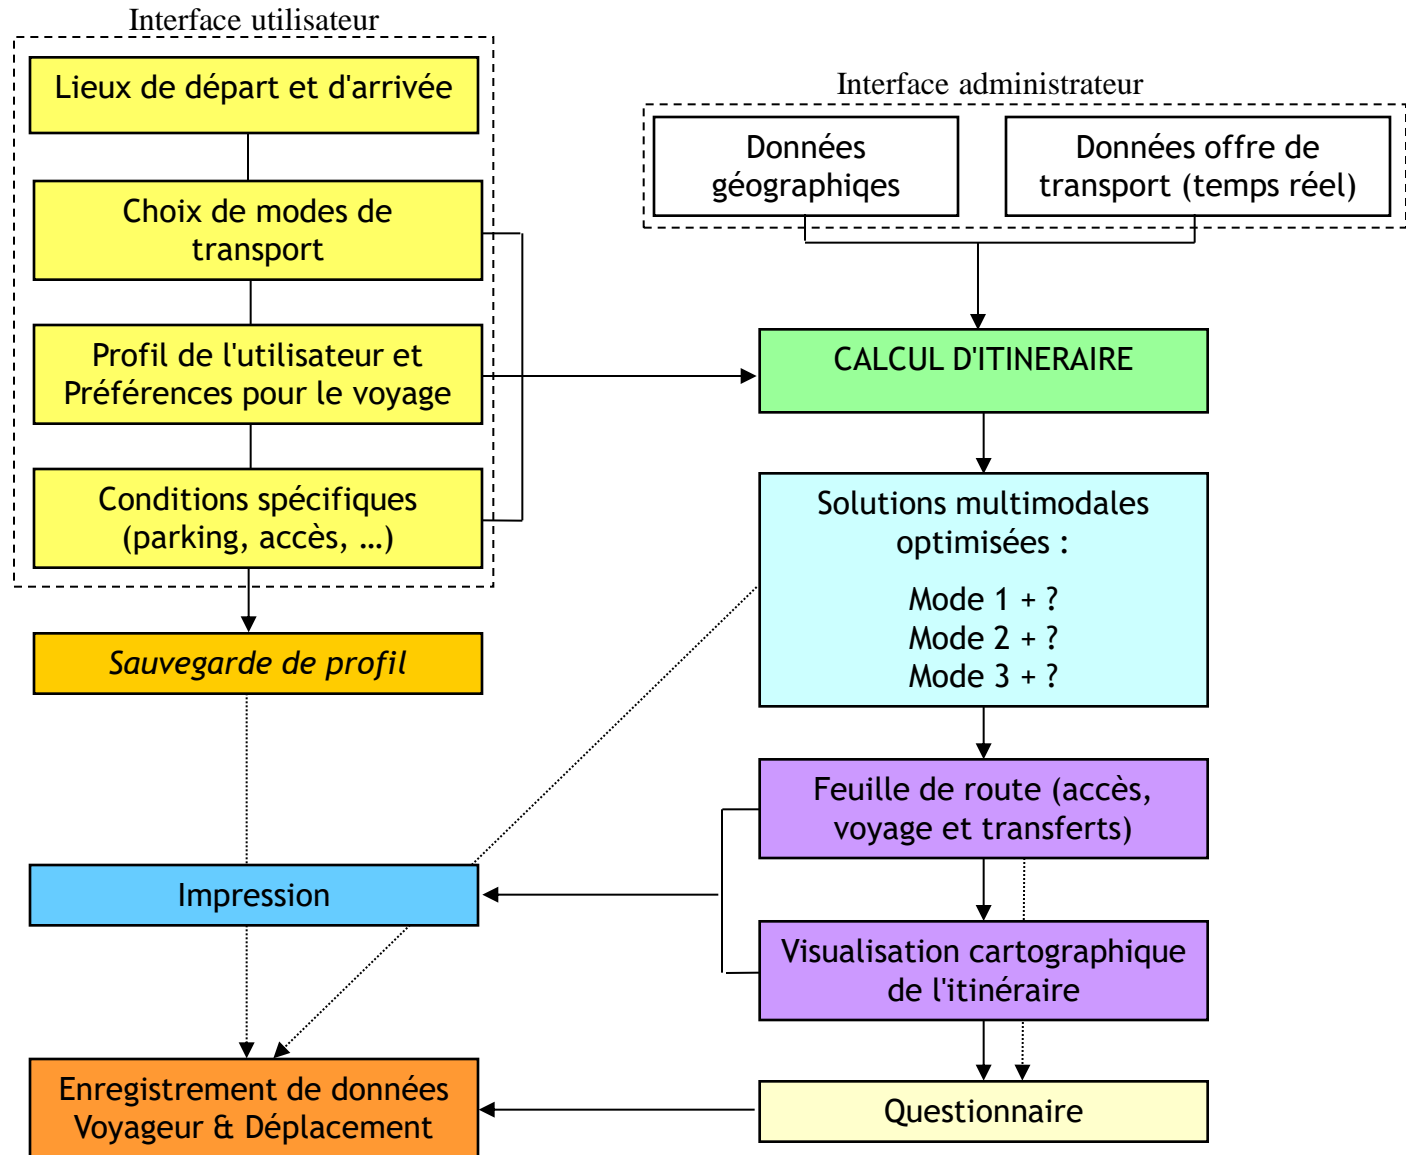 Interface utilisateur
Lieux de départ et d'arrivée
Choix de modes de
transport
Profil de l'utilisateur et
Préférences pour le voyage
Conditions spécifiques
(parking, accès, …)
Sauvegarde de profil
Impression
Enregistrement de données
Voyageur & Déplacement
Interface administrateur
Données
géographiqes
Données offre de
transport (temps réel)
CALCUL D'ITINERAIRE
Solutions multimodales
optimisées :
Mode 1 + ?
Mode 2 + ?
Mode 3 + ?
Feuille de route (accès,
voyage et transferts)
Visualisation cartographique
de l'itinéraire
Questionnaire